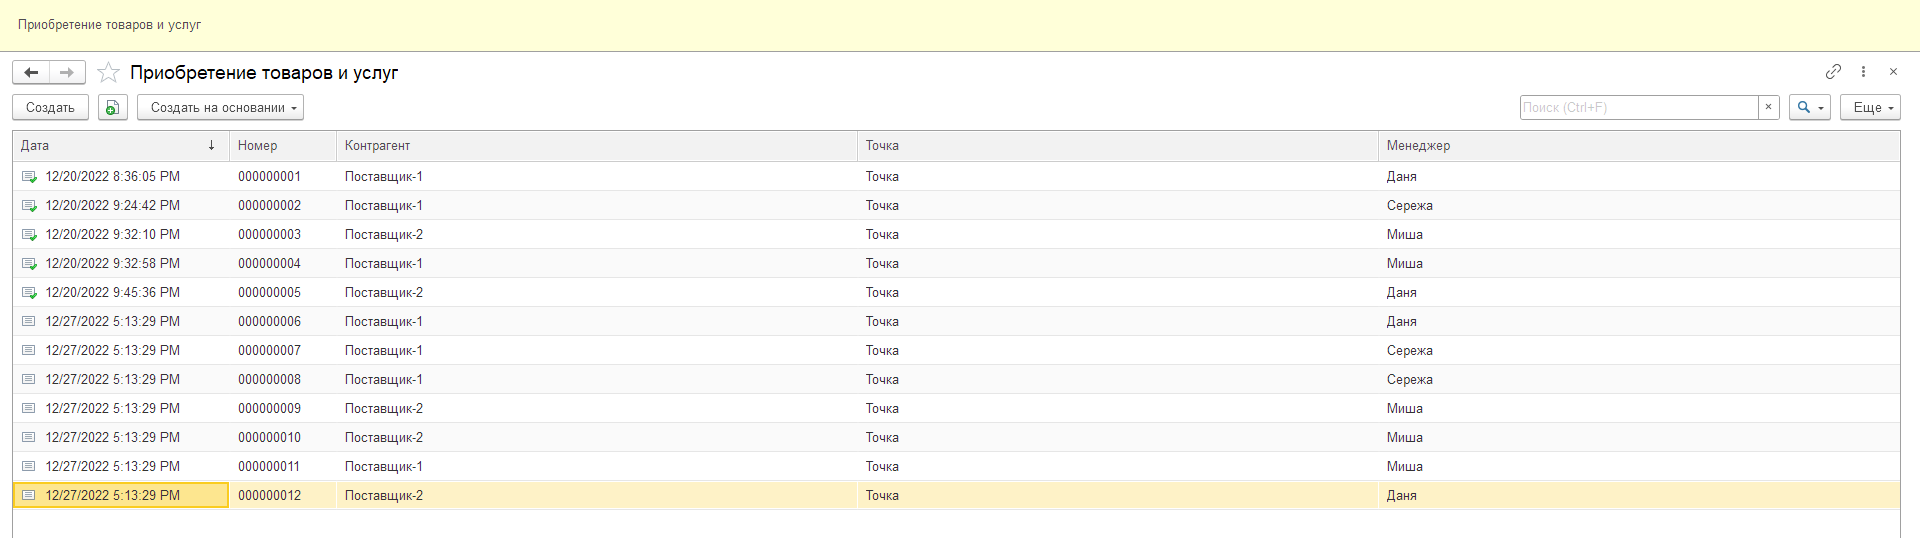 Приобретение товаров и услуг
Приобретение товаров и услуг
Создать Создать на основании Поиск (Ctrl+F) × Еще
Дата ↓ Номер Контрагент Точка Менеджер
12/20/2022 8:36:05 PM 000000001 Поставщик-1 Точка Даня
12/20/2022 9:24:42 PM 000000002 Поставщик-1 Точка Сережа
12/20/2022 9:32:10 PM 000000003 Поставщик-2 Точка Миша
12/20/2022 9:32:58 PM 000000004 Поставщик-1 Точка Миша
12/20/2022 9:45:36 PM 000000005 Поставщик-2 Точка Даня
12/27/2022 5:13:29 PM 000000006 Поставщик-1 Точка Даня
12/27/2022 5:13:29 PM 000000007 Поставщик-1 Точка Сережа
12/27/2022 5:13:29 PM 000000008 Поставщик-1 Точка Сережа
12/27/2022 5:13:29 PM 000000009 Поставщик-2 Точка Миша
12/27/2022 5:13:29 PM 000000010 Поставщик-2 Точка Миша
12/27/2022 5:13:29 PM 000000011 Поставщик-1 Точка Миша
12/27/2022 5:13:29 PM 000000012 Поставщик-2 Точка Даня